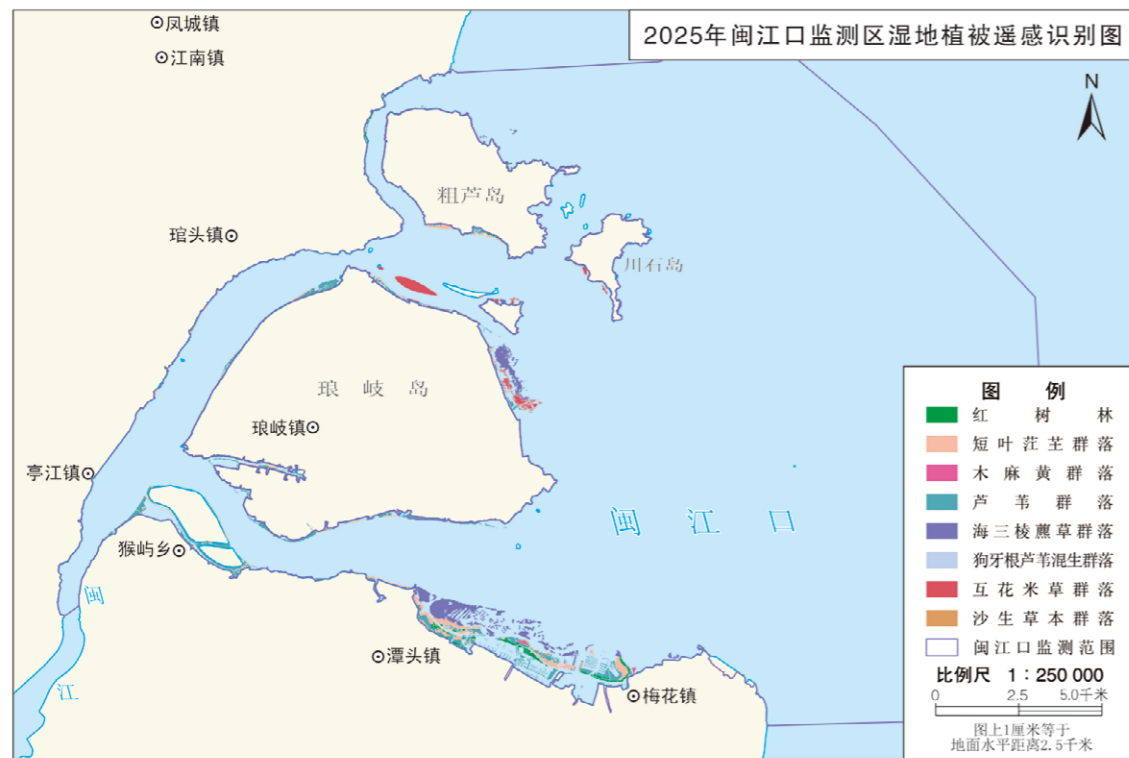 2025年闽江口监测区湿地植被遥感识别图
凤城镇
江南镇
N
粗芦岛
琯头镇
川石岛
琅岐岛
琅岐镇
亭江镇
闽江口
猴屿乡
闽江
潭头镇
梅花镇
图例
红树林
短叶茳芏群落
木麻黄群落
芦苇群落
海三棱藨草群落
狗牙根芦苇混生群落
互花米草群落
沙生草本群落
闽江口监测范围
比例尺 1：250 000
0 2.5 5.0千米
图上1厘米等于
地面水平距离2.5千米